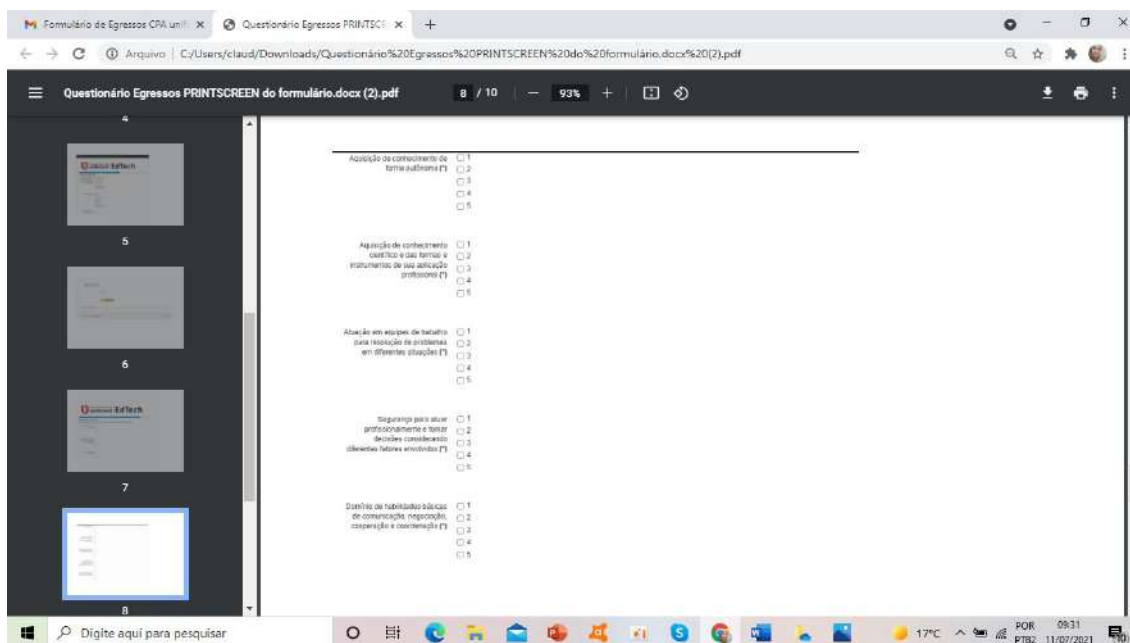 Formulário de Egressos CPA unifi
Questionário Egressos PRINTSC
Arquivo | C:/Users/claud/Downloads/Questionário%20Egressos%20PRINTSCREEN%20do%20formulário.docx%20(2).pdf
Questionário Egressos PRINTSCREEN do formulário.docx (2).pdf
8 / 10
93%
4
EdTech
5
6
EdTech
7
8
Aquisição de conhecimento de
forma autônoma (*)
1
2
3
4
5
Aquisição de conhecimento
científico e das formas e
instrumentos de sua aplicação
profissional (*)
1
2
3
4
5
Atuação em equipes de trabalho
para resolução de problemas
em diferentes situações (*)
1
2
3
4
5
Segurança para atuar
profissionalmente e tomar
decisões considerando
diferentes fatores envolvidos (*)
1
2
3
4
5
Domínio de habilidades básicas
de comunicação, negociação,
cooperação e coordenação (*)
1
2
3
4
5
Digite aqui para pesquisar
17°C
POR
PTB2
09:31
11/07/2021